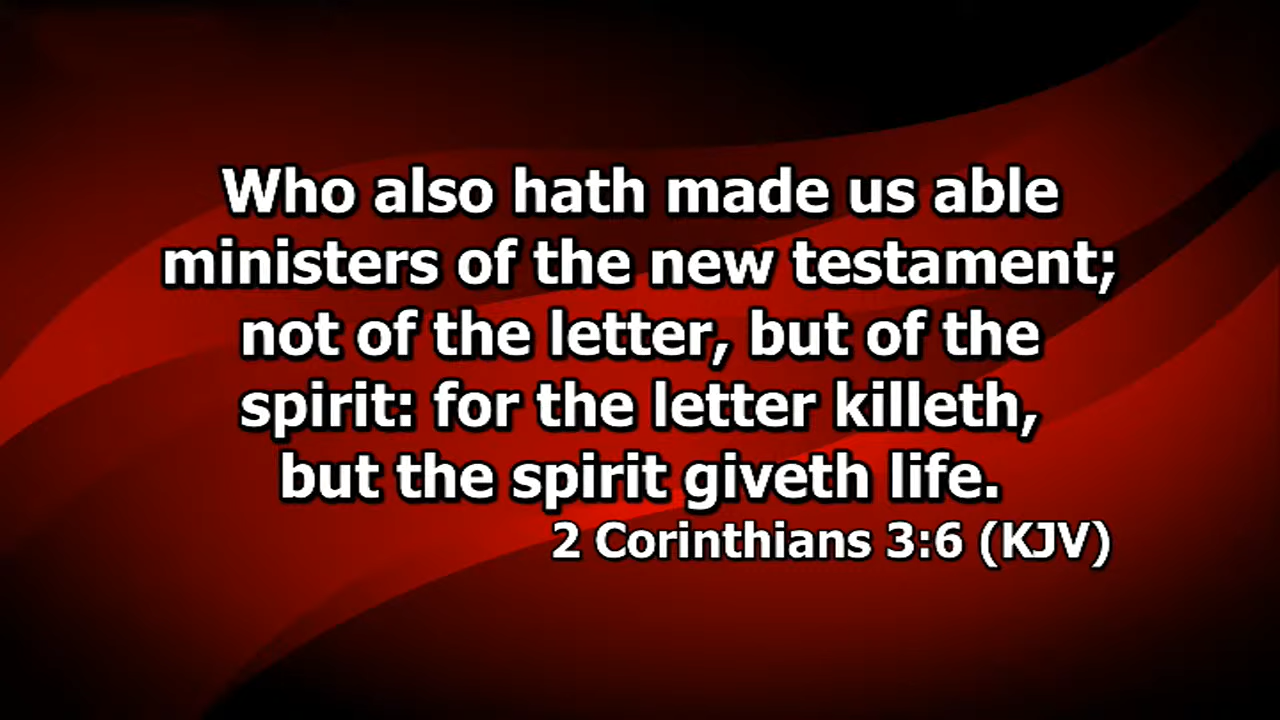 Who also hath made us able
ministers of the new testament;
not of the letter, but of the
spirit: for the letter killeth,
but the spirit giveth life.
2 Corinthians 3:6 (KJV)